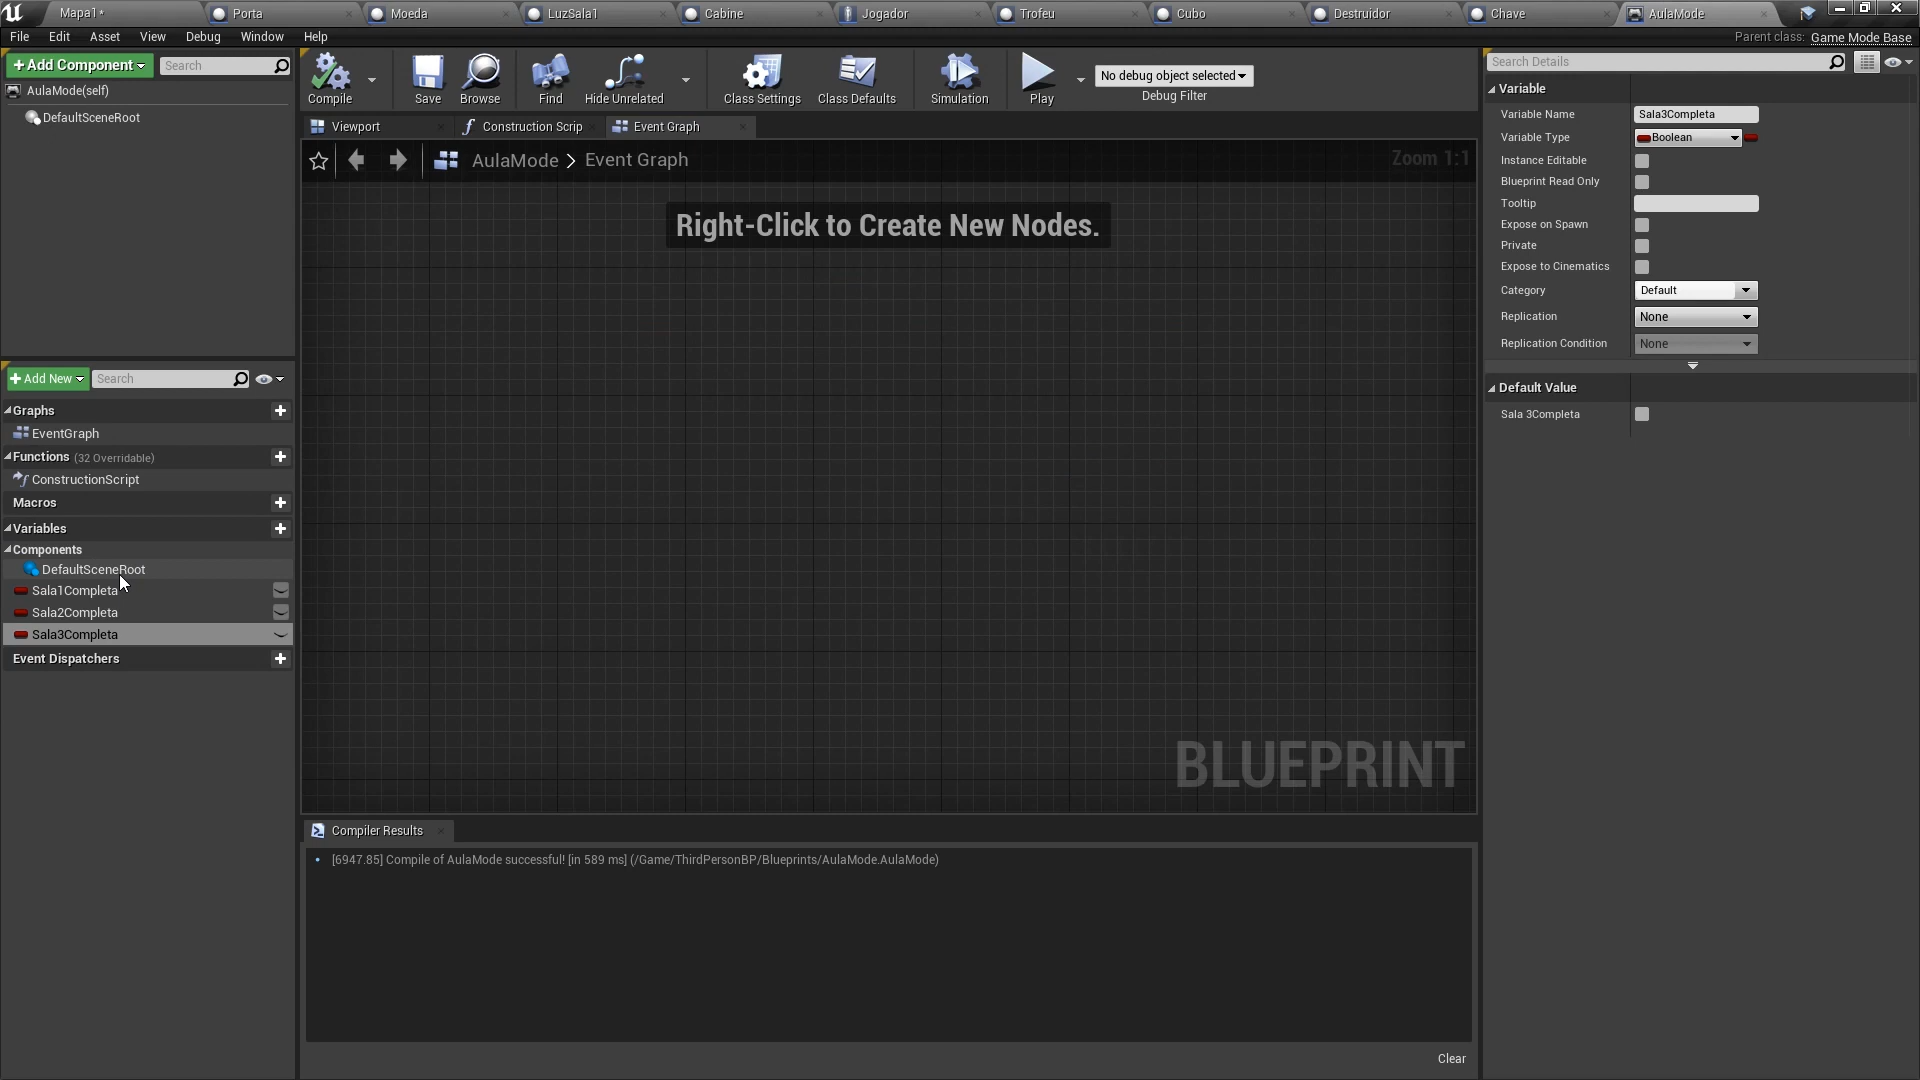 Mapa1*
Porta
Moeda
LuzSala1
Cabine
Jogador
Trofeu
Cubo
Destruidor
Chave
AulaMode
File
Edit
Asset
View
Debug
Window
Help
Parent class:
Game Mode Base
+Add Component
Search
AulaMode(self)
DefaultSceneRoot
Compile
Save
Browse
Find
Hide Unrelated
Class Settings
Class Defaults
Simulation
Play
No debug object selected
Debug Filter
Viewport
Construction Scrip
Event Graph
AulaMode > Event Graph
Zoom 1:1
Right-Click to Create New Nodes.
BLUEPRINT
+Add New
Search
Graphs
EventGraph
Functions (32 Overridable)
ConstructionScript
Macros
Variables
Components
DefaultSceneRoot
Sala1Completa
Sala2Completa
Sala3Completa
Event Dispatchers
Compiler Results
[6947.85] Compile of AulaMode successful! [in 589 ms] (/Game/ThirdPersonBP/Blueprints/AulaMode.AulaMode)
Clear
Search Details
Variable
Variable Name
Sala3Completa
Variable Type
Boolean
Instance Editable
Blueprint Read Only
Tooltip
Expose on Spawn
Private
Expose to Cinematics
Category
Default
Replication
None
Replication Condition
None
Default Value
Sala 3Completa